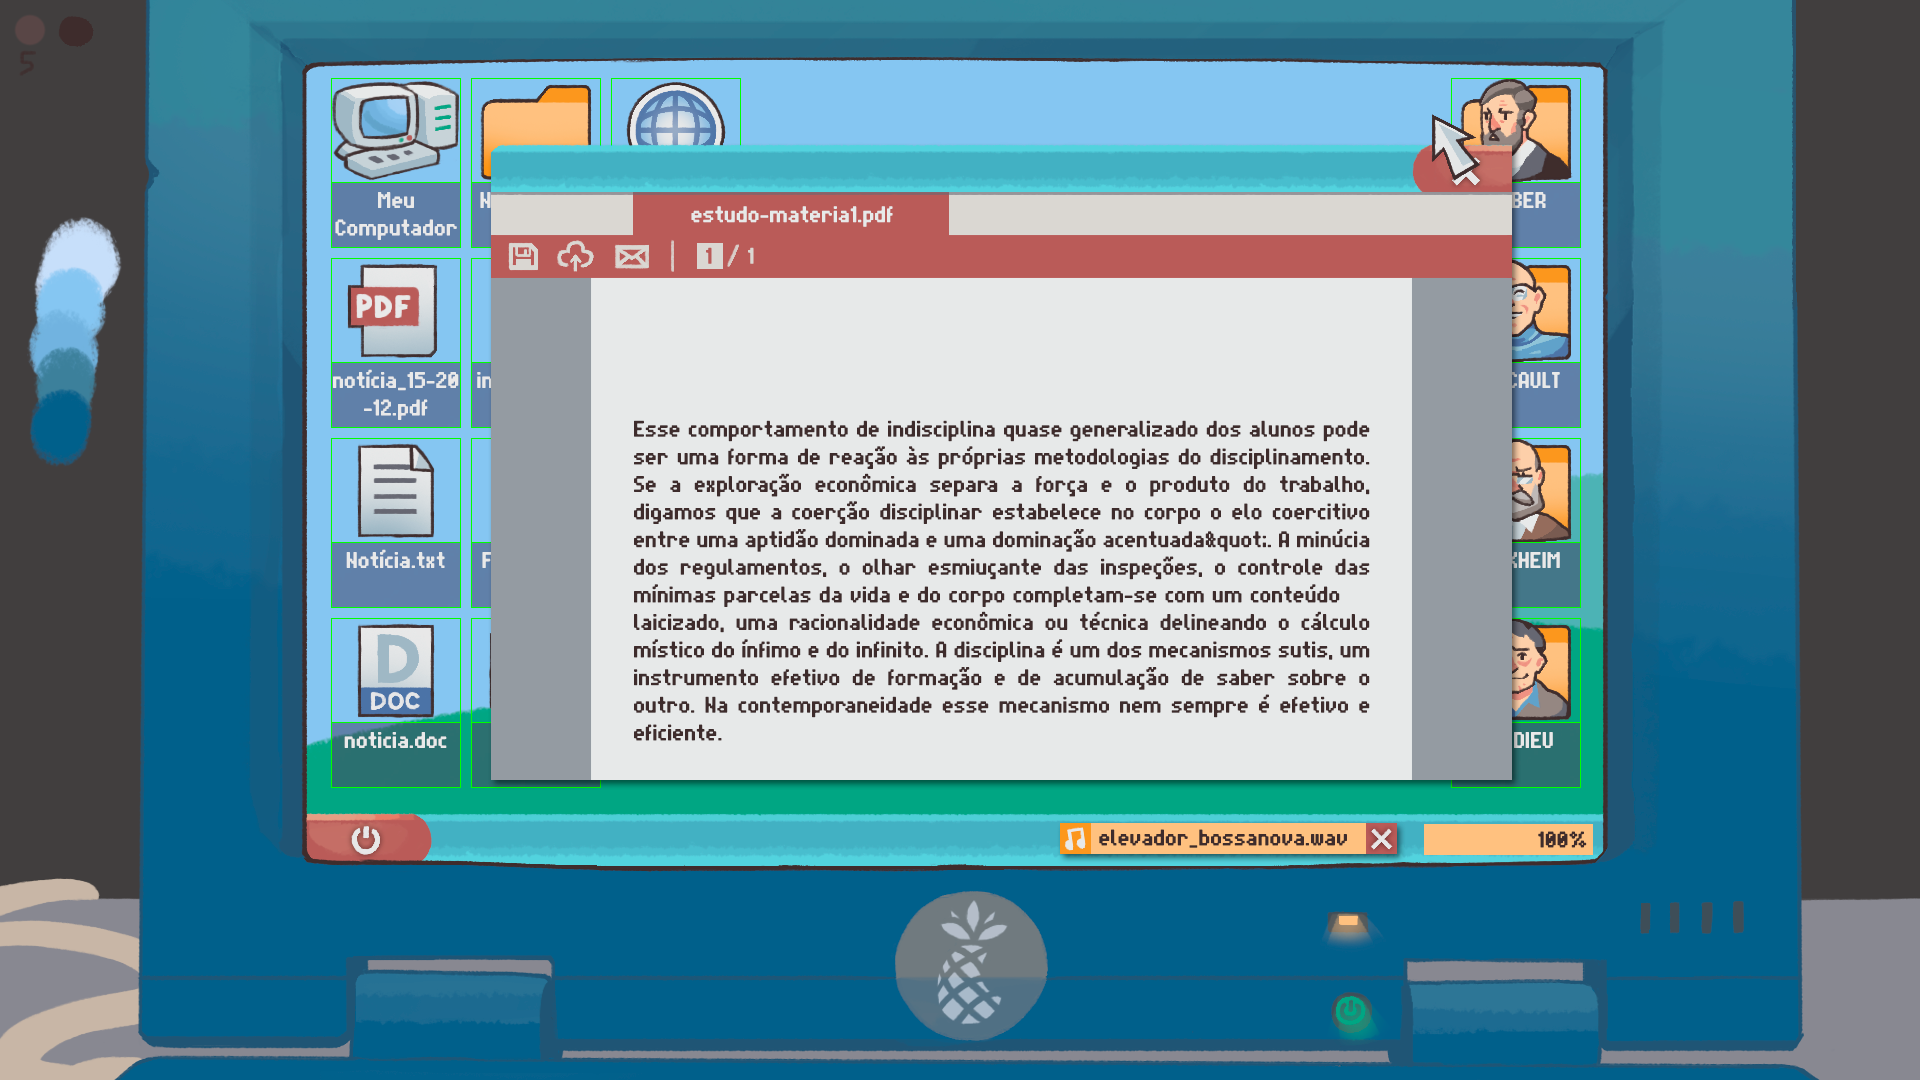 5
Meu
Computador
N
BER
estudo-materia1.pdf
1 / 1
PDF
notícia_15-20
-12.pdf
in
CAULT
Esse comportamento de indisciplina quase generalizado dos alunos pode
ser uma forma de reação às próprias metodologias do disciplinamento.
Se a exploração econômica separa a força e o produto do trabalho,
digamos que a coerção disciplinar estabelece no corpo o elo coercitivo
entre uma aptidão dominada e uma dominação acentuada&quot;. A minúcia
dos regulamentos, o olhar esmiuçante das inspeções, o controle das
mínimas parcelas da vida e do corpo completam-se com um conteúdo
laicizado, uma racionalidade econômica ou técnica delineando o cálculo
místico do ínfimo e do infinito. A disciplina é um dos mecanismos sutis, um
instrumento efetivo de formação e de acumulação de saber sobre o
outro. Na contemporaneidade esse mecanismo nem sempre é efetivo e
eficiente.
Notícia.txt
F
KHEIM
D
DOC
noticia.doc
DIEU
elevador_bossanova.wav
100%